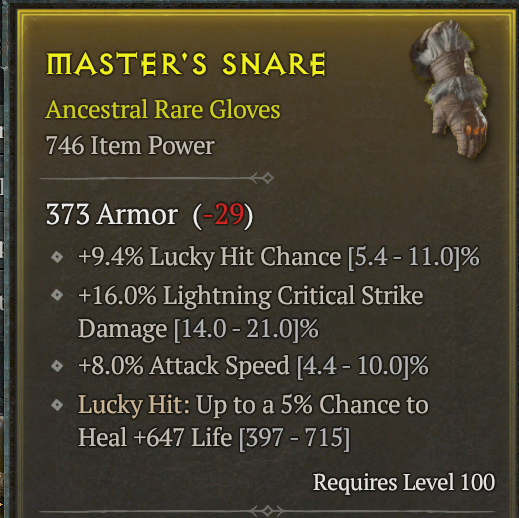 MASTER'S SNARE
Ancestral Rare Gloves
746 Item Power
373 Armor (-29)
+9.4% Lucky Hit Chance [5.4 - 11.0]%
+16.0% Lightning Critical Strike
Damage [14.0 - 21.0]%
+8.0% Attack Speed [4.4 - 10.0]%
Lucky Hit: Up to a 5% Chance to
Heal +647 Life [397 - 715]
Requires Level 100